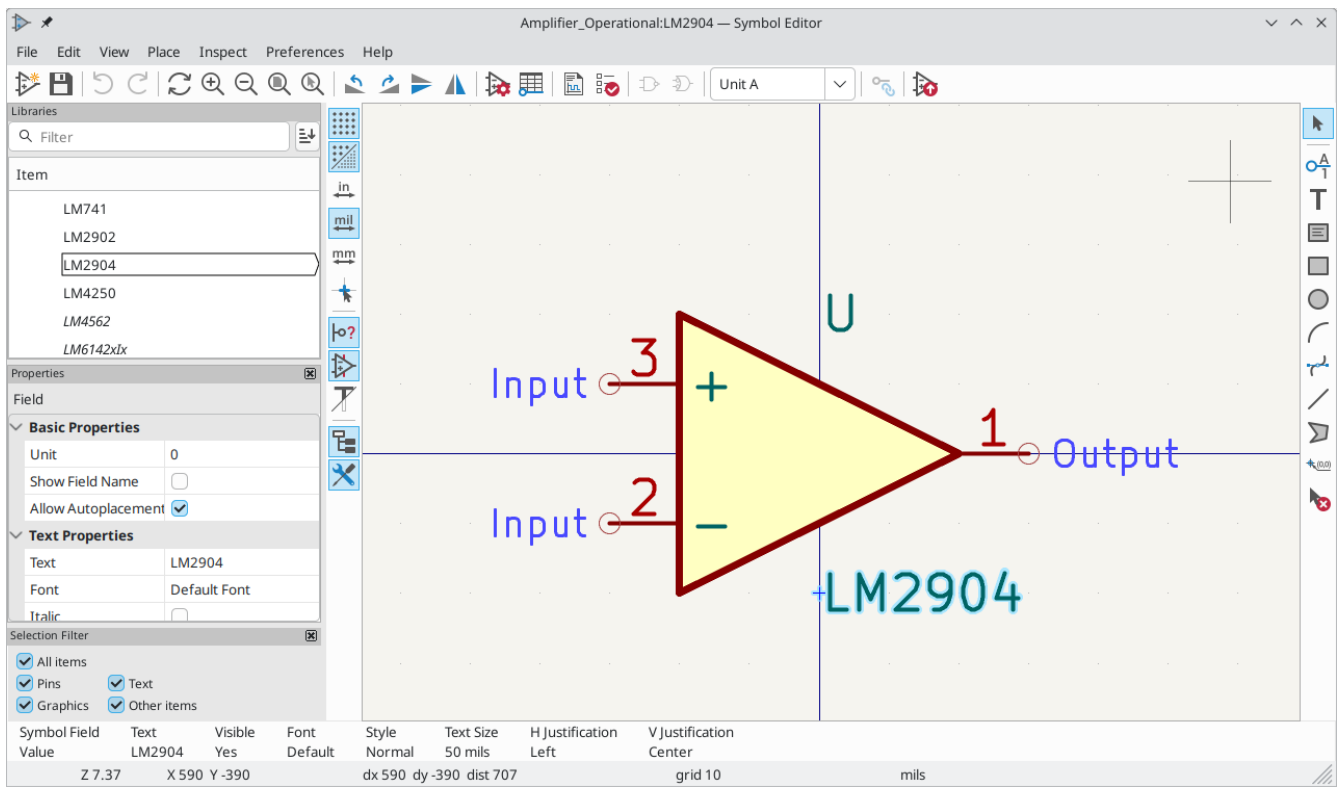 Amplifier_Operational:LM2904 — Symbol Editor
File Edit View Place Inspect Preferences Help
Unit A
Libraries
Filter
Item
LM741
LM2902
LM2904
LM4250
LM4562
LM6142xIx
Properties
Field
Basic Properties
Unit 0
Show Field Name
Allow Autoplacement
Text Properties
Text LM2904
Font Default Font
Italic
Selection Filter
All items
Pins Text
Graphics Other items
in
mil
mm
U
3
Input
+
1
Output
2
Input
−
LM2904
A
1
T
(0,0)
Symbol Field Text Visible Font Style Text Size H Justification V Justification
Value LM2904 Yes Default Normal 50 mils Left Center
Z 7.37 X 590 Y -390 dx 590 dy -390 dist 707 grid 10 mils